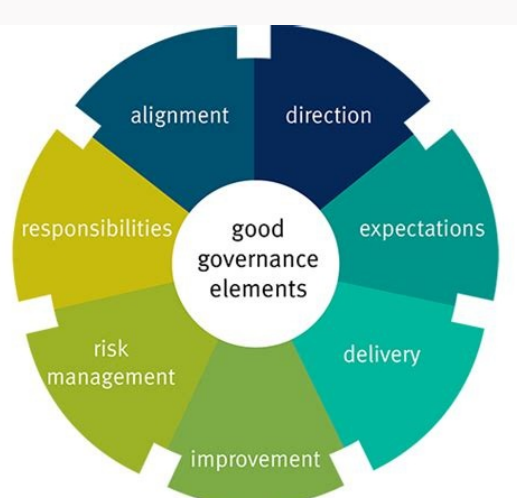 alignment
direction
responsibilities
good
governance
elements
expectations
risk
management
delivery
improvement